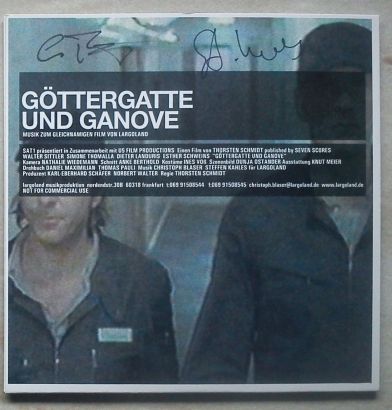 GÖTTERGATTE
UND GANOVE
MUSIK ZUM GLEICHNAMIGEN FILM VON LARGOLAND
SAT1 präsentiert in Zusammenarbeit mit U5 FILM PRODUCTIONS Einen Film von THORSTEN SCHMIDT published by SEVEN SCORES
WALTER SITTLER SIMONE THOMALLA DIETER LANDURIS ESTHER SCHWEINS "GÖTTERGATTE UND GANOVE"
Kamera NATHALIE WIEDEMANN Schnitt ANKE BERTHOLD Kostüme INES VOß Szenenbild DUNJA OSTANDER Ausstattung KNUT MEIER
Drehbuch DANIEL MAXIMILIAN THOMAS PAULI Musik CHRISTOPH BLASER STEFFEN KAHLES für LARGOLAND
Produzent KARL EBERHARD SCHÄFER NORBERT WALTER Regie THORSTEN SCHMIDT
largoland musikproduktion nordendstr.30B 60318 frankfurt t:069 91508544 f:069 91508545 christoph.blaser@largoland.de www.largoland.de
NOT FOR COMMERCIAL USE